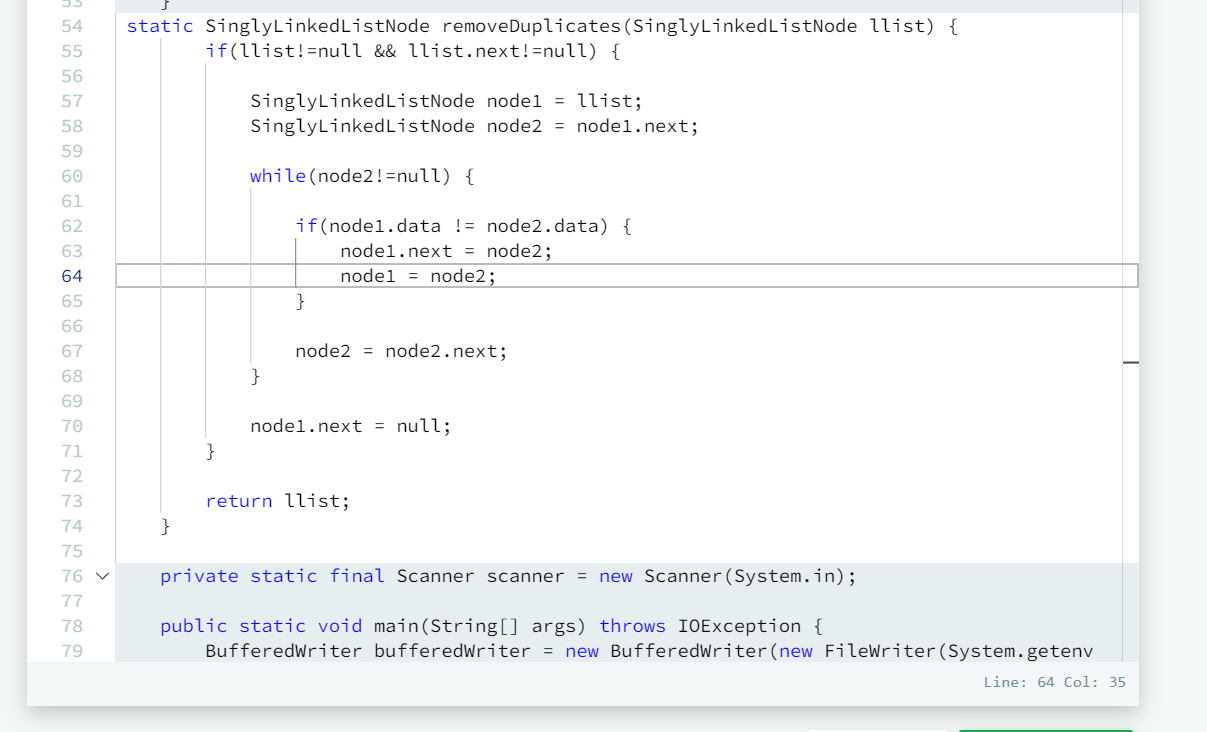 53 }
54 static SinglyLinkedListNode removeDuplicates(SinglyLinkedListNode llist) {
55 if(llist!=null && llist.next!=null) {
56
57 SinglyLinkedListNode node1 = llist;
58 SinglyLinkedListNode node2 = node1.next;
59
60 while(node2!=null) {
61
62 if(node1.data != node2.data) {
63 node1.next = node2;
64 node1 = node2;
65 }
66
67 node2 = node2.next;
68 }
69
70 node1.next = null;
71 }
72
73 return llist;
74 }
75
76 private static final Scanner scanner = new Scanner(System.in);
77
78 public static void main(String[] args) throws IOException {
79 BufferedWriter bufferedWriter = new BufferedWriter(new FileWriter(System.getenv
Line: 64 Col: 35